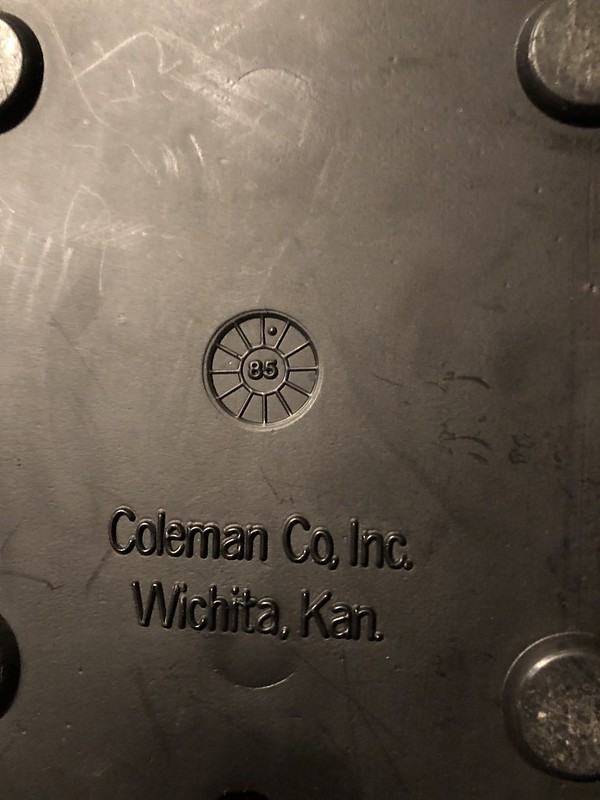 85
Coleman Co., Inc.
Wichita, Kan.